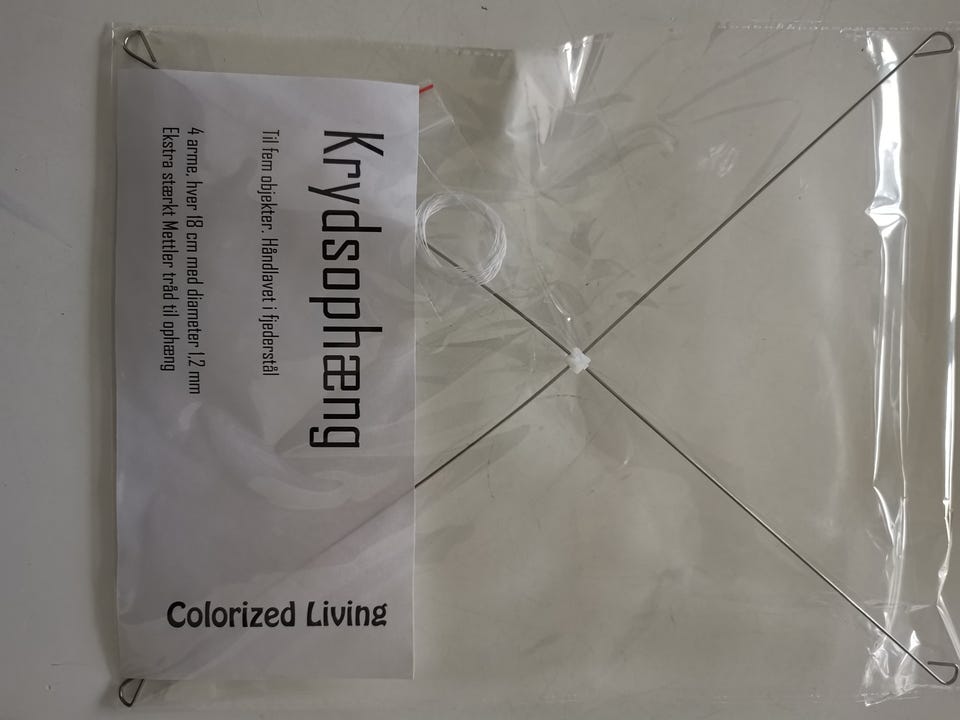 Krydsophæng
Til fem objekter. Håndlavet i fjederstål
4 arme, hver 18 cm med diameter 1,2 mm
Ekstra stærkt Mettler tråd til ophæng
Colorized Living